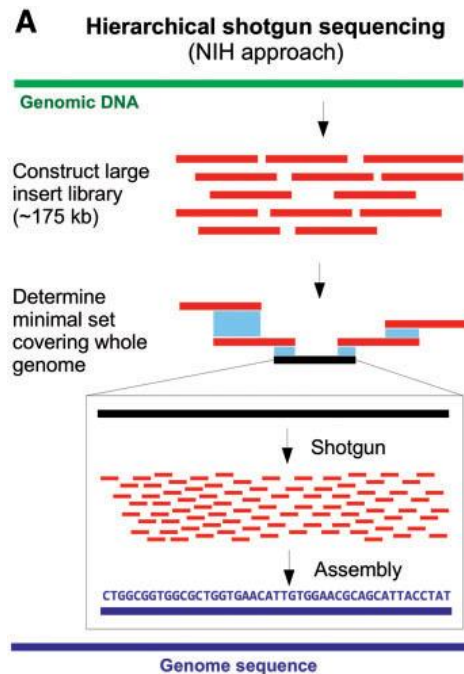 A
Hierarchical shotgun sequencing
(NIH approach)
Genomic DNA
Construct large
insert library
(~175 kb)
Determine
minimal set
covering whole
genome
Shotgun
Assembly
CTGGCGGTGGCGCTGGTGAACATTGTGGAACGCAGCATTACCTAT
Genome sequence